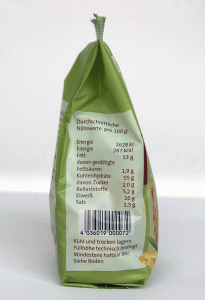 Durchschnittliche
Nährwerte pro 100 g:
Energie 1628 kJ
Energie 387 kcal
Fett 13 g
davon gesättigte
Fettsäuren 1,9 g
Kohlenhydrate 55 g
davon Zucker 2,0 g
Ballaststoffe 5,2 g
Eiweiß 10 g
Salz 2,3 g
4 036019 000072
Kühl und trocken lagern
Füllhöhe technisch bedingt
Mindestens haltbar bis:
Siehe Boden